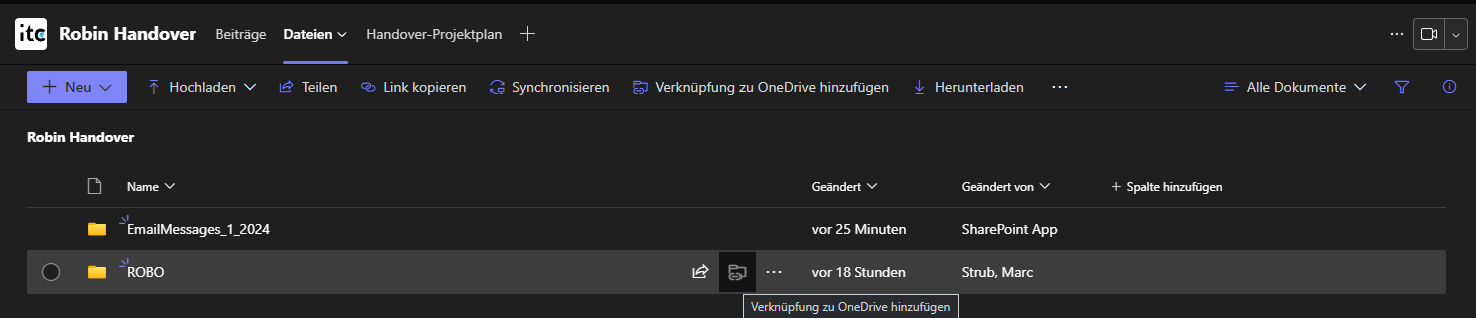 itc Robin Handover Beiträge Dateien Handover-Projektplan
Neu Hochladen Teilen Link kopieren Synchronisieren Verknüpfung zu OneDrive hinzufügen Herunterladen ... Alle Dokumente
Robin Handover
Name Geändert Geändert von + Spalte hinzufügen
EmailMessages_1_2024 vor 25 Minuten SharePoint App
ROBO ... vor 18 Stunden Strub, Marc
Verknüpfung zu OneDrive hinzufügen